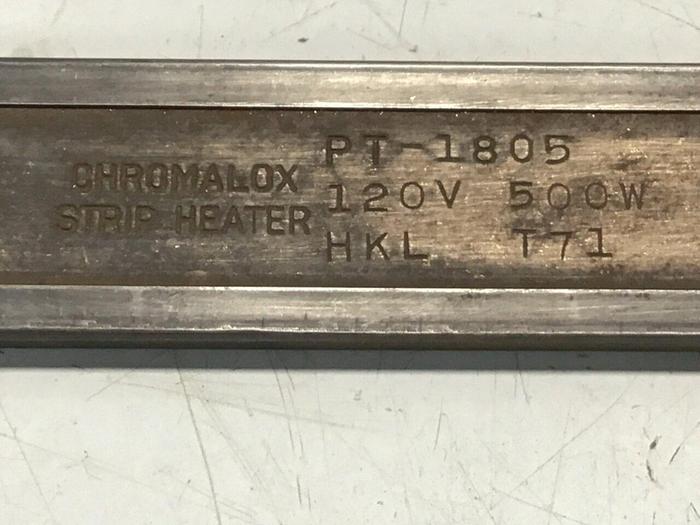 CHROMALOX
STRIP HEATER
PT-1805
120V 500W
HKL T71